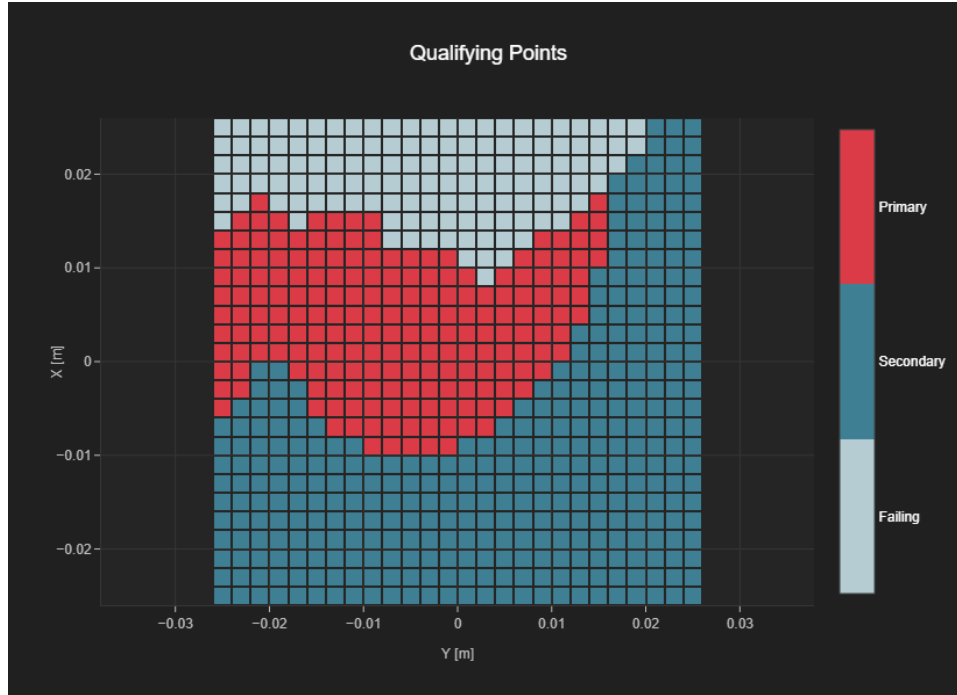 Qualifying Points
0.02
0.01
0
−0.01
−0.02
X [m]
−0.03
−0.02
−0.01
0
0.01
0.02
0.03
Y [m]
Primary
Secondary
Failing